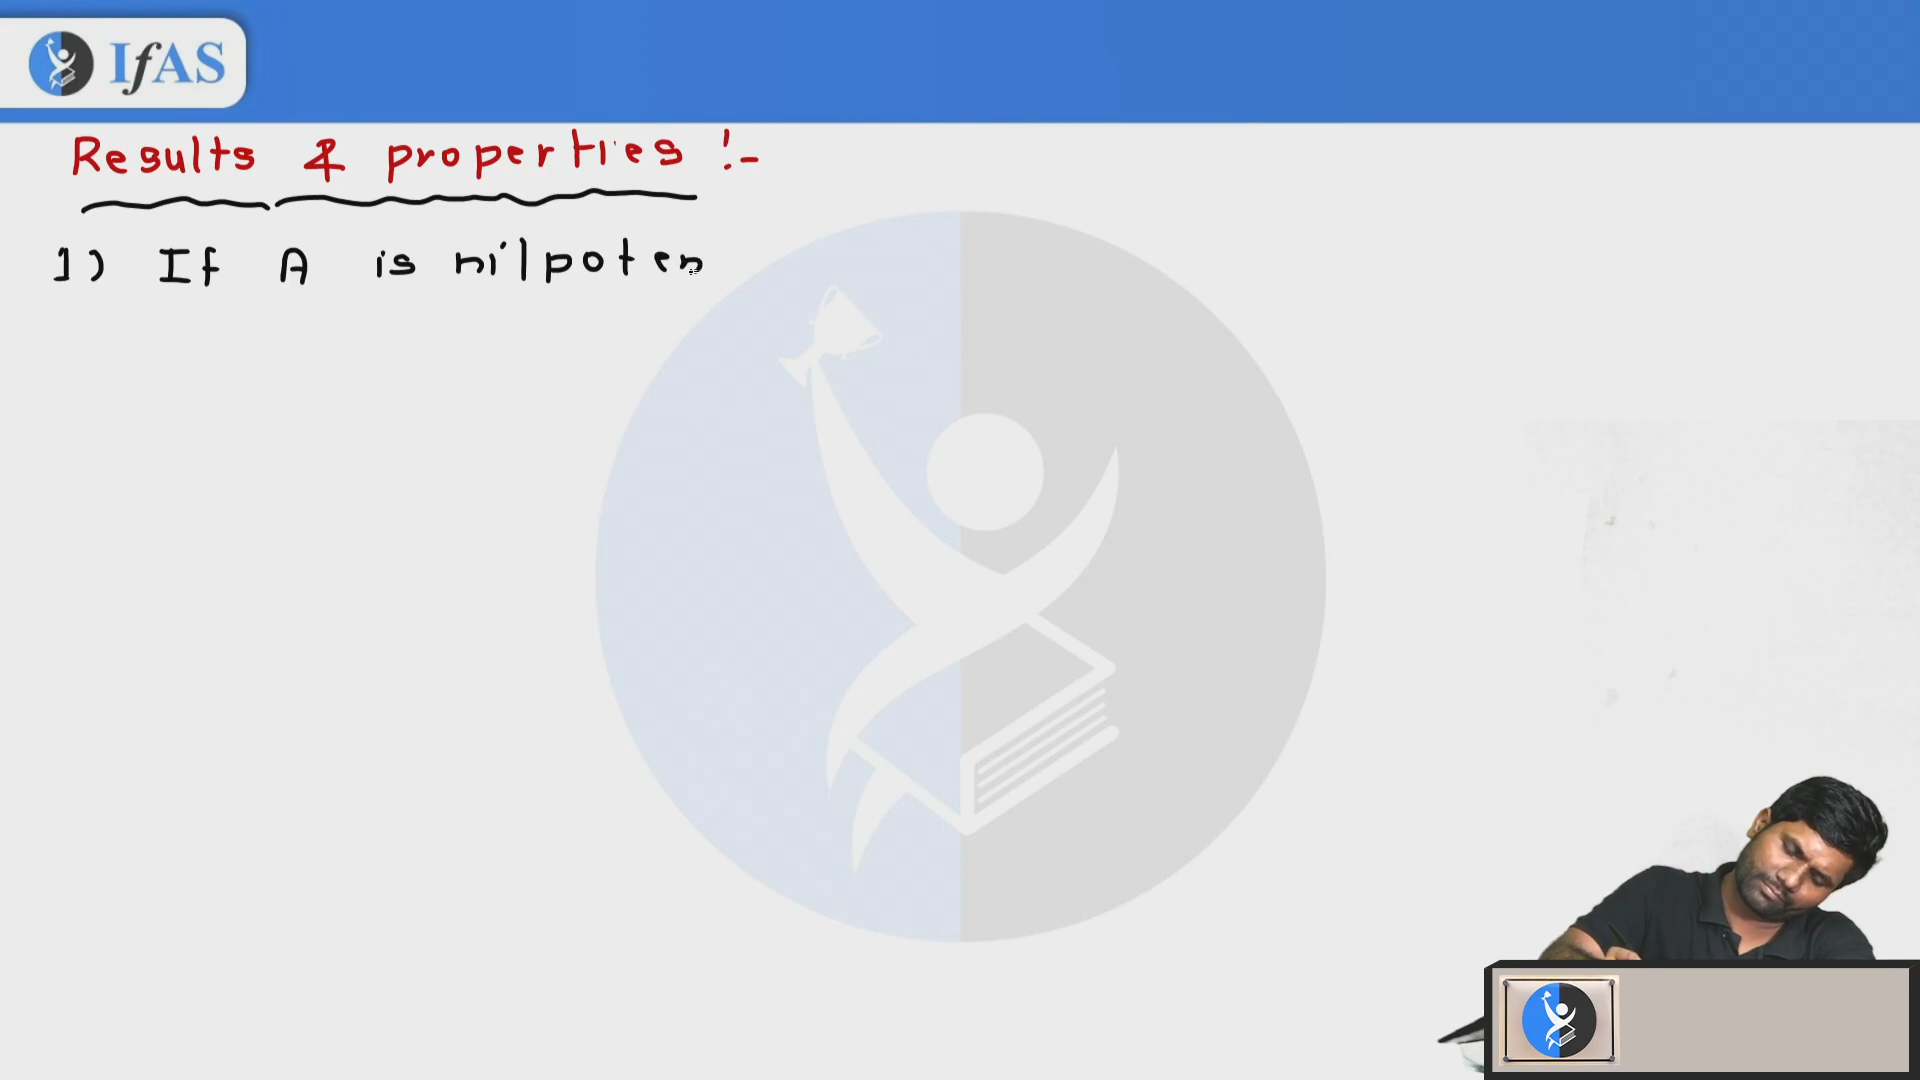 IfAS
Results & properties :-
1) If A is nilpoten